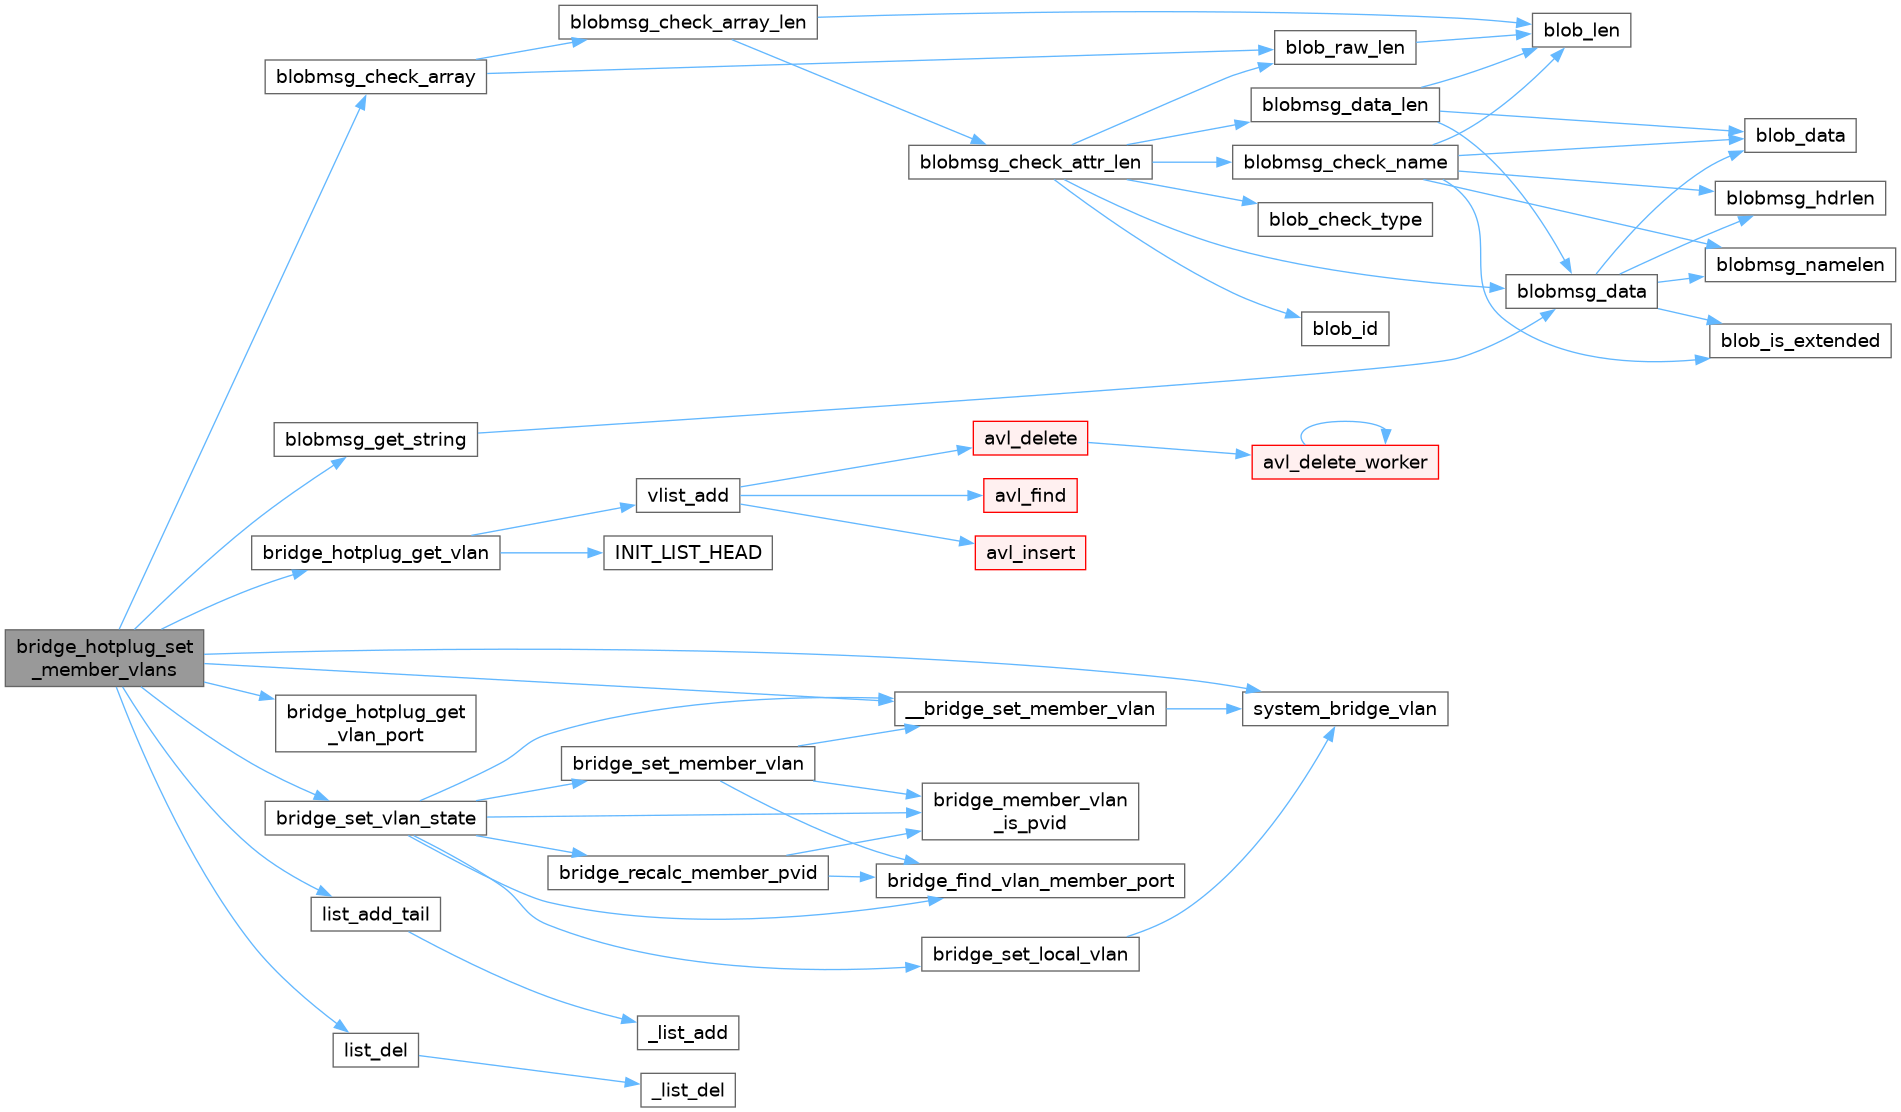 blobmsg_check_array_len
blob_len
blob_raw_len
blobmsg_check_array
blobmsg_data_len
blob_data
blobmsg_check_attr_len
blobmsg_check_name
blobmsg_hdrlen
blob_check_type
blobmsg_namelen
blobmsg_data
blob_id
blob_is_extended
blobmsg_get_string
avl_delete
avl_delete_worker
vlist_add
avl_find
bridge_hotplug_get_vlan
INIT_LIST_HEAD
avl_insert
bridge_hotplug_set
_member_vlans
bridge_hotplug_get
_vlan_port
__bridge_set_member_vlan
system_bridge_vlan
bridge_set_member_vlan
bridge_member_vlan
_is_pvid
bridge_set_vlan_state
bridge_recalc_member_pvid
bridge_find_vlan_member_port
list_add_tail
bridge_set_local_vlan
_list_add
list_del
_list_del